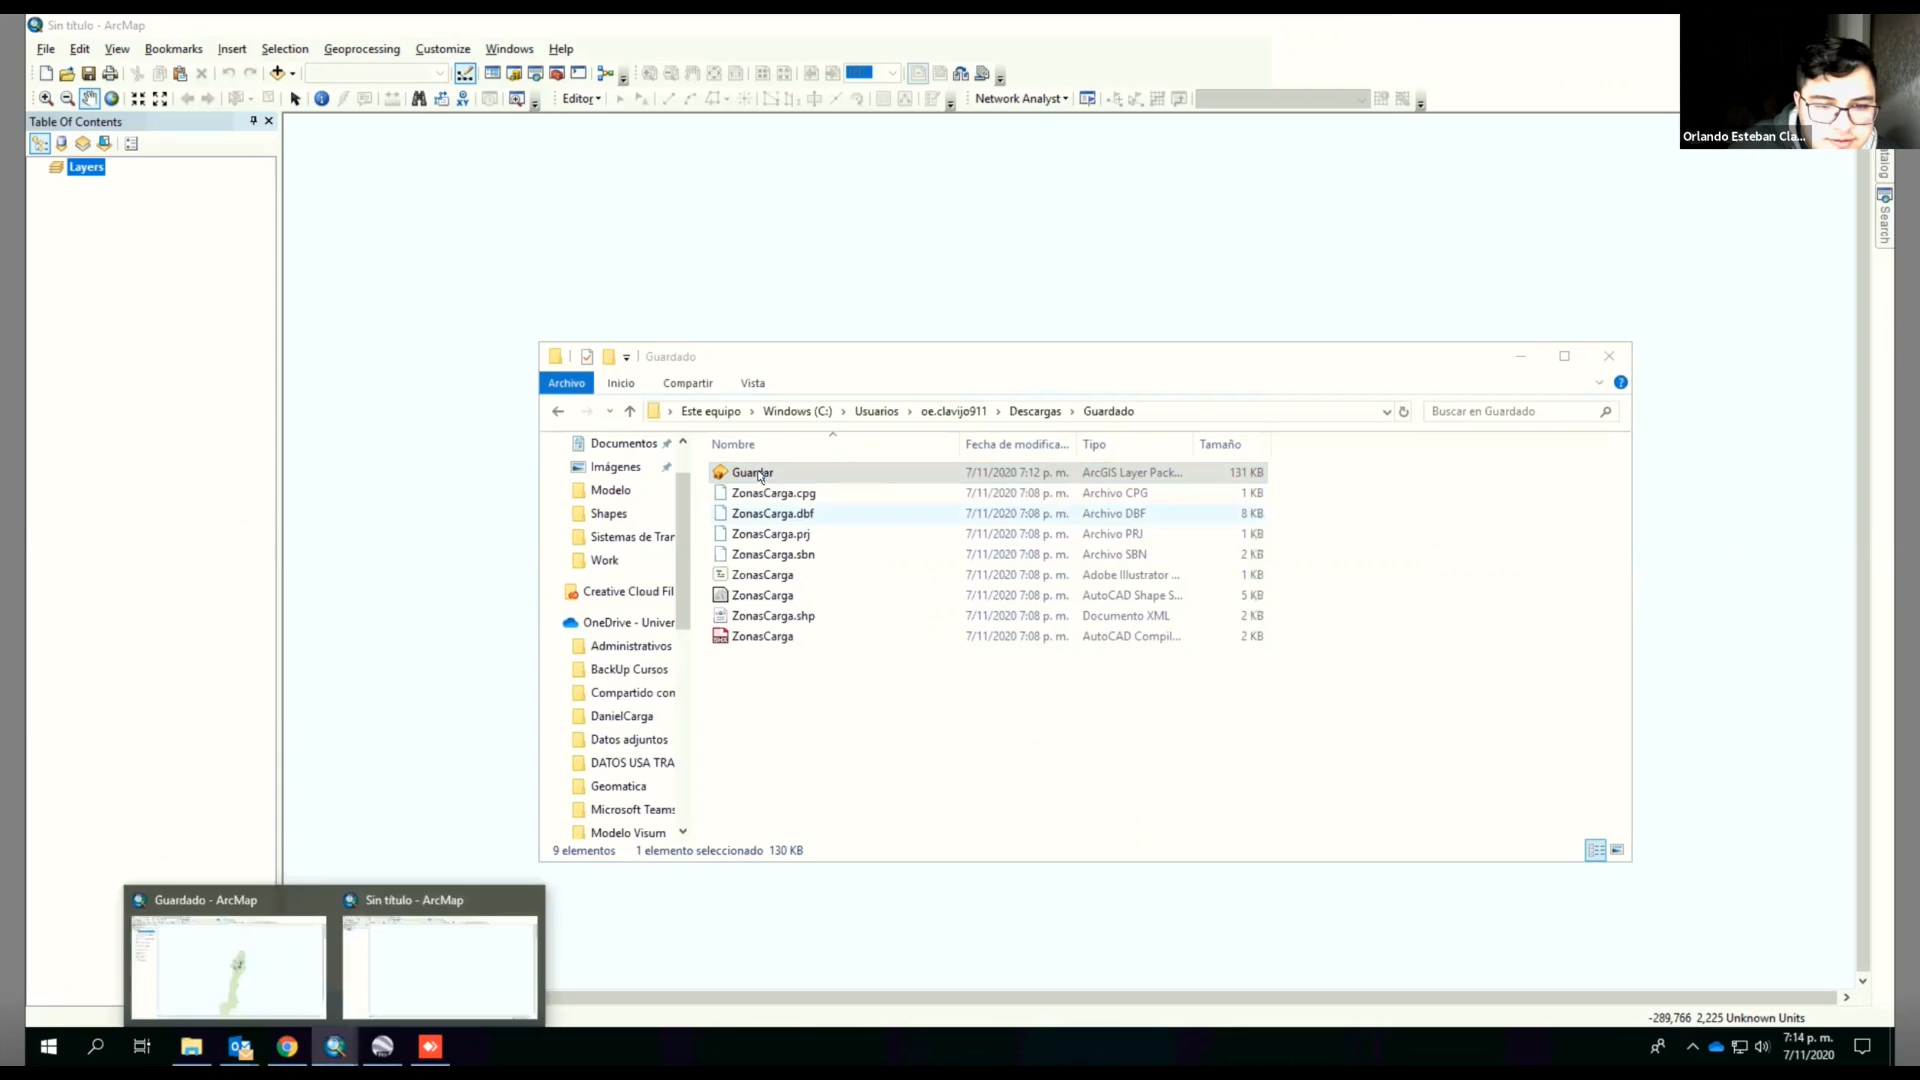 Sin título - ArcMap
File Edit View Bookmarks Insert Selection Geoprocessing Customize Windows Help
Editor Network Analyst
Table Of Contents
Layers
Orlando Esteban Cla...
Search
Guardado
Archivo Inicio Compartir Vista
Este equipo > Windows (C:) > Usuarios > oe.clavijo911 > Descargas > Guardado
Buscar en Guardado
Nombre Fecha de modifica... Tipo Tamaño
Documentos
Imágenes
Modelo
Shapes
Sistemas de Trar
Work
Creative Cloud Fil
OneDrive - Univer
Administrativos
BackUp Cursos
Compartido con
DanielCarga
Datos adjuntos
DATOS USA TRA
Geomatica
Microsoft Teams
Modelo Visum
Guardar 7/11/2020 7:12 p. m. ArcGIS Layer Pack... 131 KB
ZonasCarga.cpg 7/11/2020 7:08 p. m. Archivo CPG 1 KB
ZonasCarga.dbf 7/11/2020 7:08 p. m. Archivo DBF 8 KB
ZonasCarga.prj 7/11/2020 7:08 p. m. Archivo PRJ 1 KB
ZonasCarga.sbn 7/11/2020 7:08 p. m. Archivo SBN 2 KB
ZonasCarga 7/11/2020 7:08 p. m. Adobe Illustrator ... 1 KB
ZonasCarga 7/11/2020 7:08 p. m. AutoCAD Shape S... 5 KB
ZonasCarga.shp 7/11/2020 7:08 p. m. Documento XML 2 KB
ZonasCarga 7/11/2020 7:08 p. m. AutoCAD Compil... 2 KB
9 elementos 1 elemento seleccionado 130 KB
Guardado - ArcMap
Sin título - ArcMap
-289,766 2,225 Unknown Units
7:14 p. m.
7/11/2020